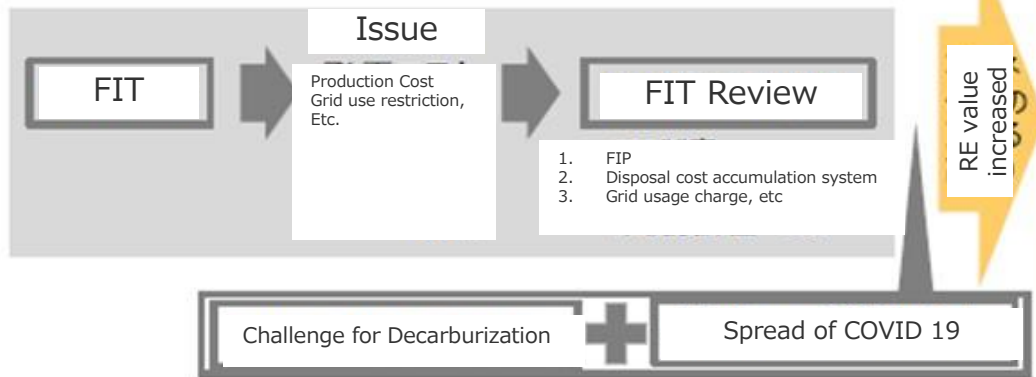 Issue
FIT
Production Cost
Grid use restriction,
Etc.
FIT Review
1. FIP
2. Disposal cost accumulation system
3. Grid usage charge, etc
RE value
increased
Challenge for Decarburization
Spread of COVID 19